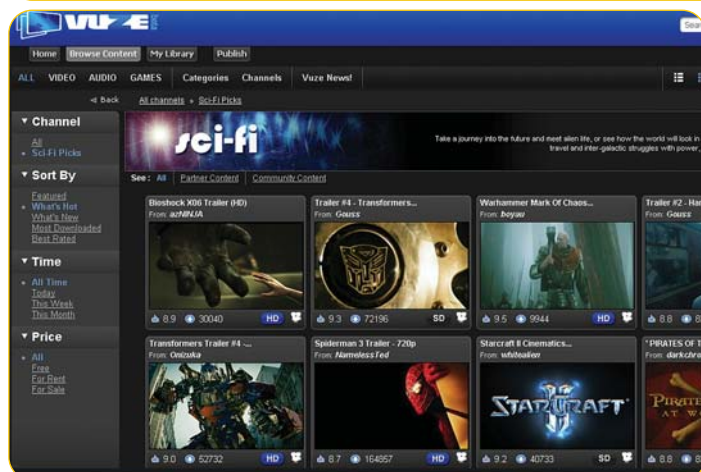 VUZE beta
Sear
Home Browse Content My Library Publish
ALL VIDEO AUDIO GAMES Categories Channels Vuze News!
Back All channels Sci-Fi Picks
Channel
All
Sci-Fi Picks
Sort By
Featured
What's Hot
What's New
Most Downloaded
Best Rated
Time
All Time
Today
This Week
This Month
Price
All
Free
For Rent
For Sale
sci-fi
Take a journey into the future and meet alien life, or see how the world will look in
travel and inter-galactic struggles with power,
See: All Partner Content Community Content
Bioshock X06 Trailer (HD)
From: azNINJA
8.9 30040 HD
Trailer #4 - Transformers...
From: Gouss
9.3 72196 SD
Warhammer Mark Of Chaos...
From: boyau
9.5 9944 HD
Trailer #2 - Har
From: Gouss
8.8 8
Transformers Trailer #4 -...
From: Onizuka
9.0 52732 HD
Spiderman 3 Trailer - 720p
From: NamelessTed
8.7 164857 HD
Starcraft II Cinematics...
From: whitealien
STARCRAFT II
9.2 40733 SD
"PIRATES OF T
From: darkchro
PIRATE
AT WO
8.8 8